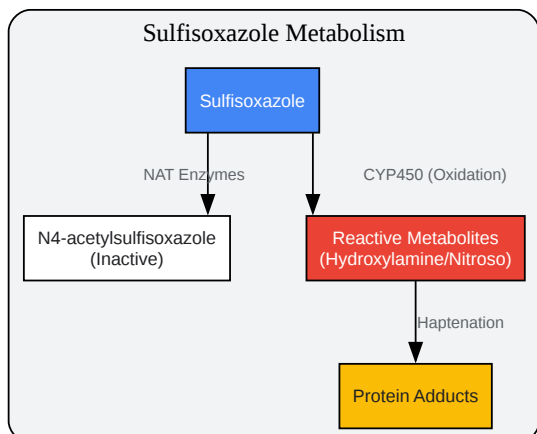 Sulfisoxazole Metabolism
Sulfisoxazole
NAT Enzymes
CYP450 (Oxidation)
N4-acetylsulfisoxazole
(Inactive)
Reactive Metabolites
(Hydroxylamine/Nitroso)
Haptenation
Protein Adducts